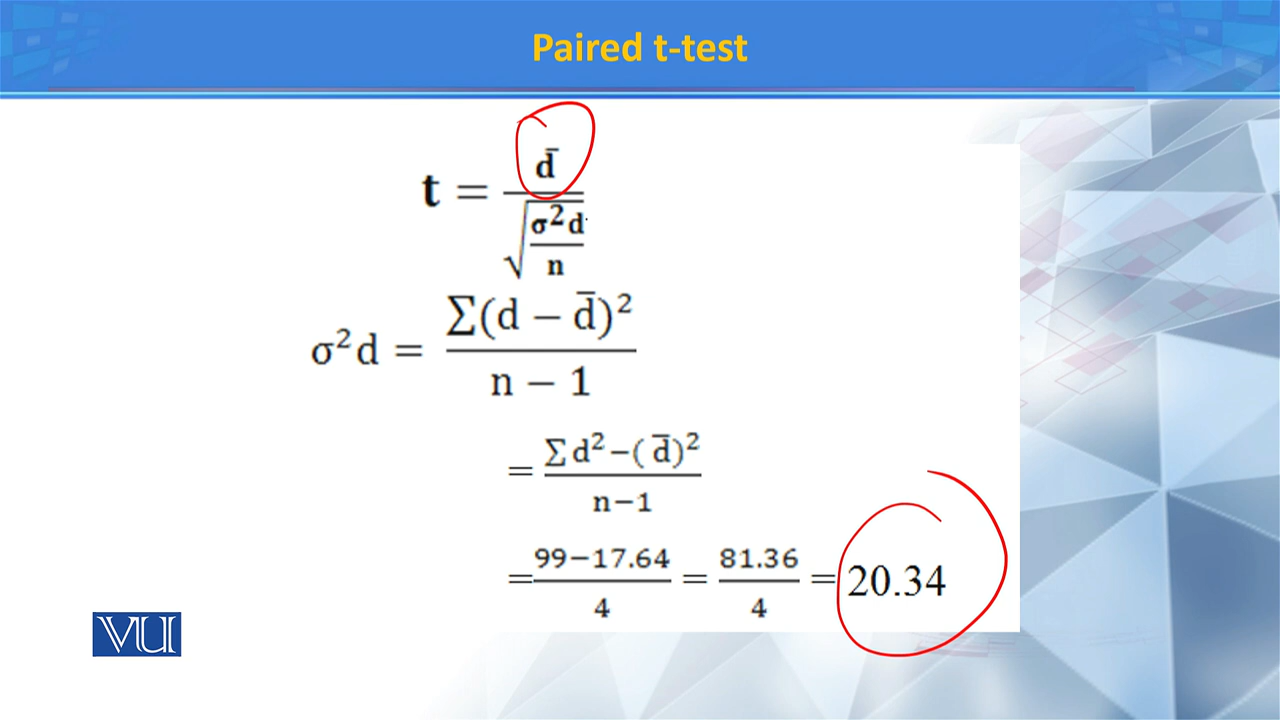 Paired t-test
t = d̄ / √(σ²d / n)
σ²d = ∑(d − d̄)² / n − 1
= ∑d² −( d̄)² / n−1
= 99−17.64 / 4 = 81.36 / 4 = 20.34
VU